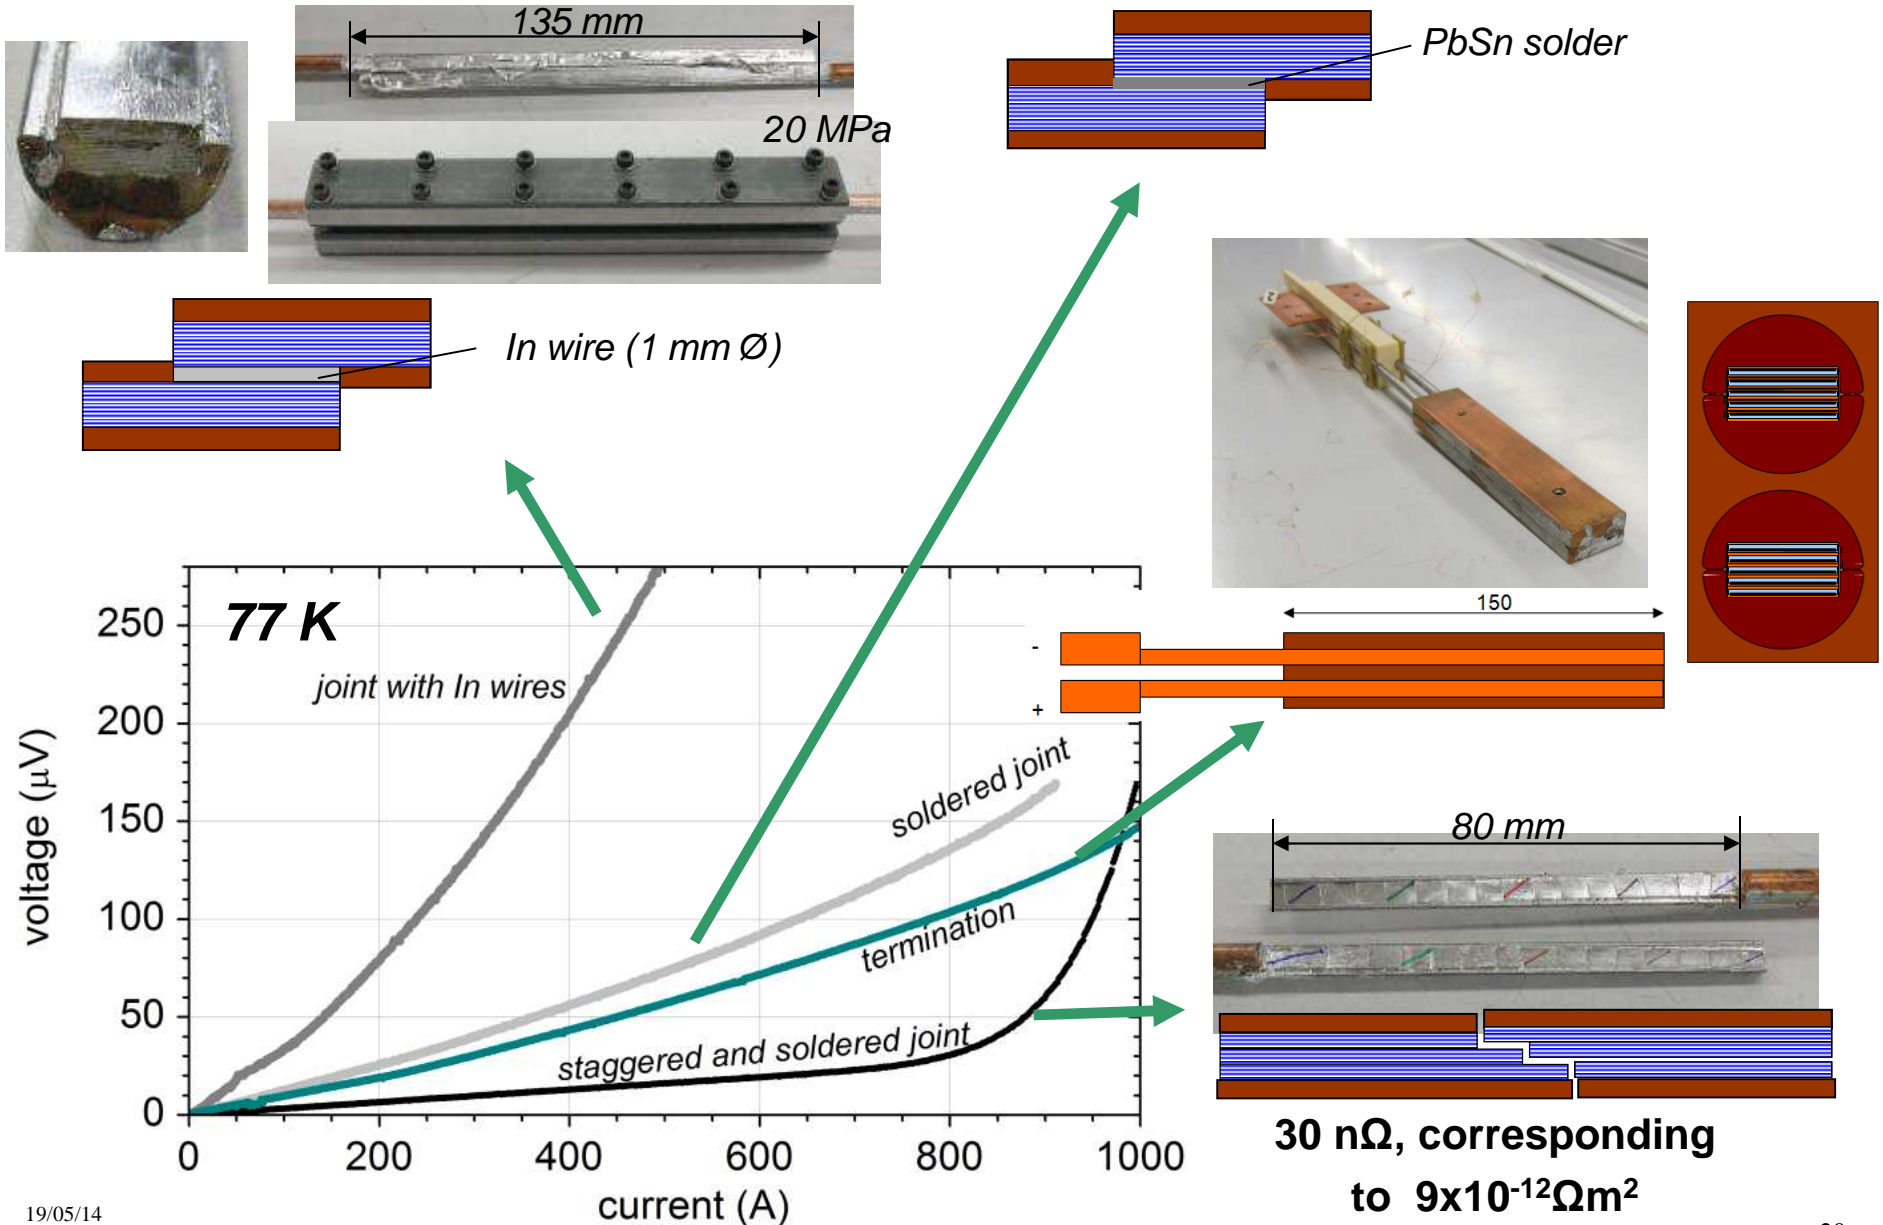 135 mm
PbSn solder
20 MPa
In wire (1 mm Ø)
150
-
+
77 K
joint with In wires
soldered joint
termination
staggered and soldered joint
250
200
150
100
50
0
voltage (μV)
0 200 400 600 800 1000
current (A)
80 mm
30 nΩ, corresponding
to 9x10⁻¹²Ωm²
19/05/14